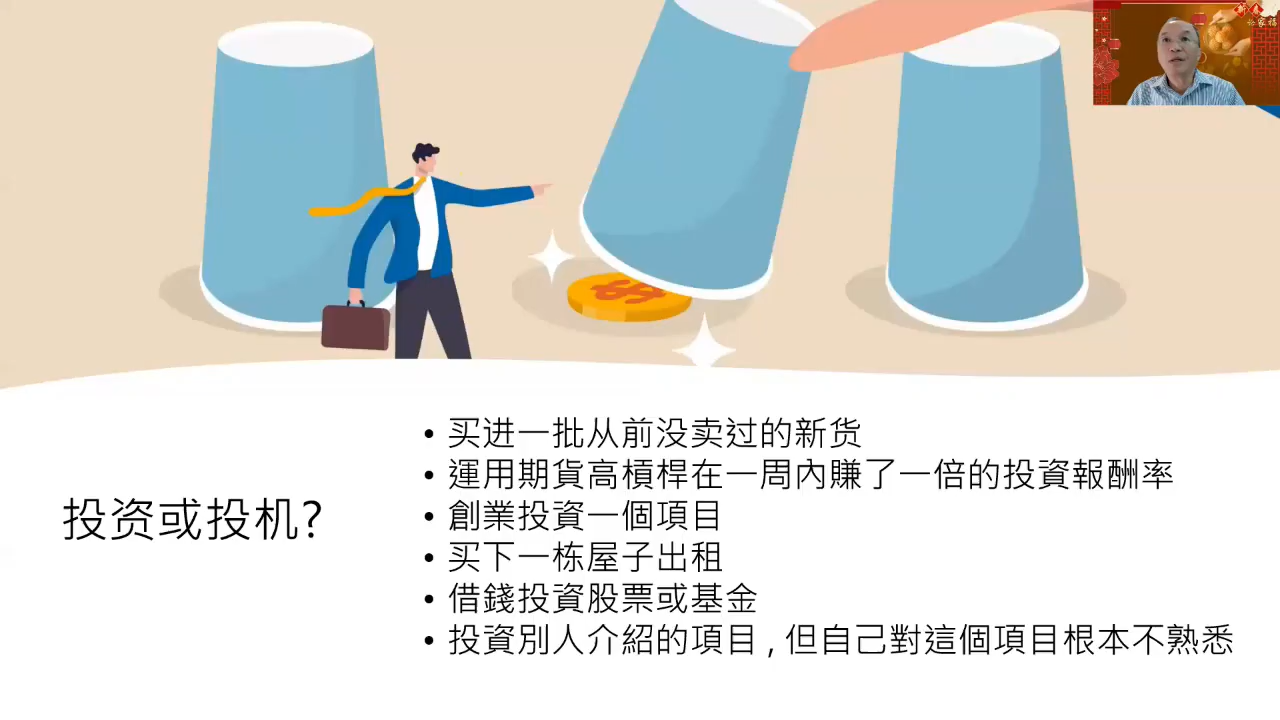 投资或投机?
• 买进一批从前没卖过的新货
• 運用期貨高槓桿在一周內賺了一倍的投資報酬率
• 創業投資一個項目
• 买下一栋屋子出租
• 借錢投資股票或基金
• 投資別人介紹的項目，但自己對這個項目根本不熟悉